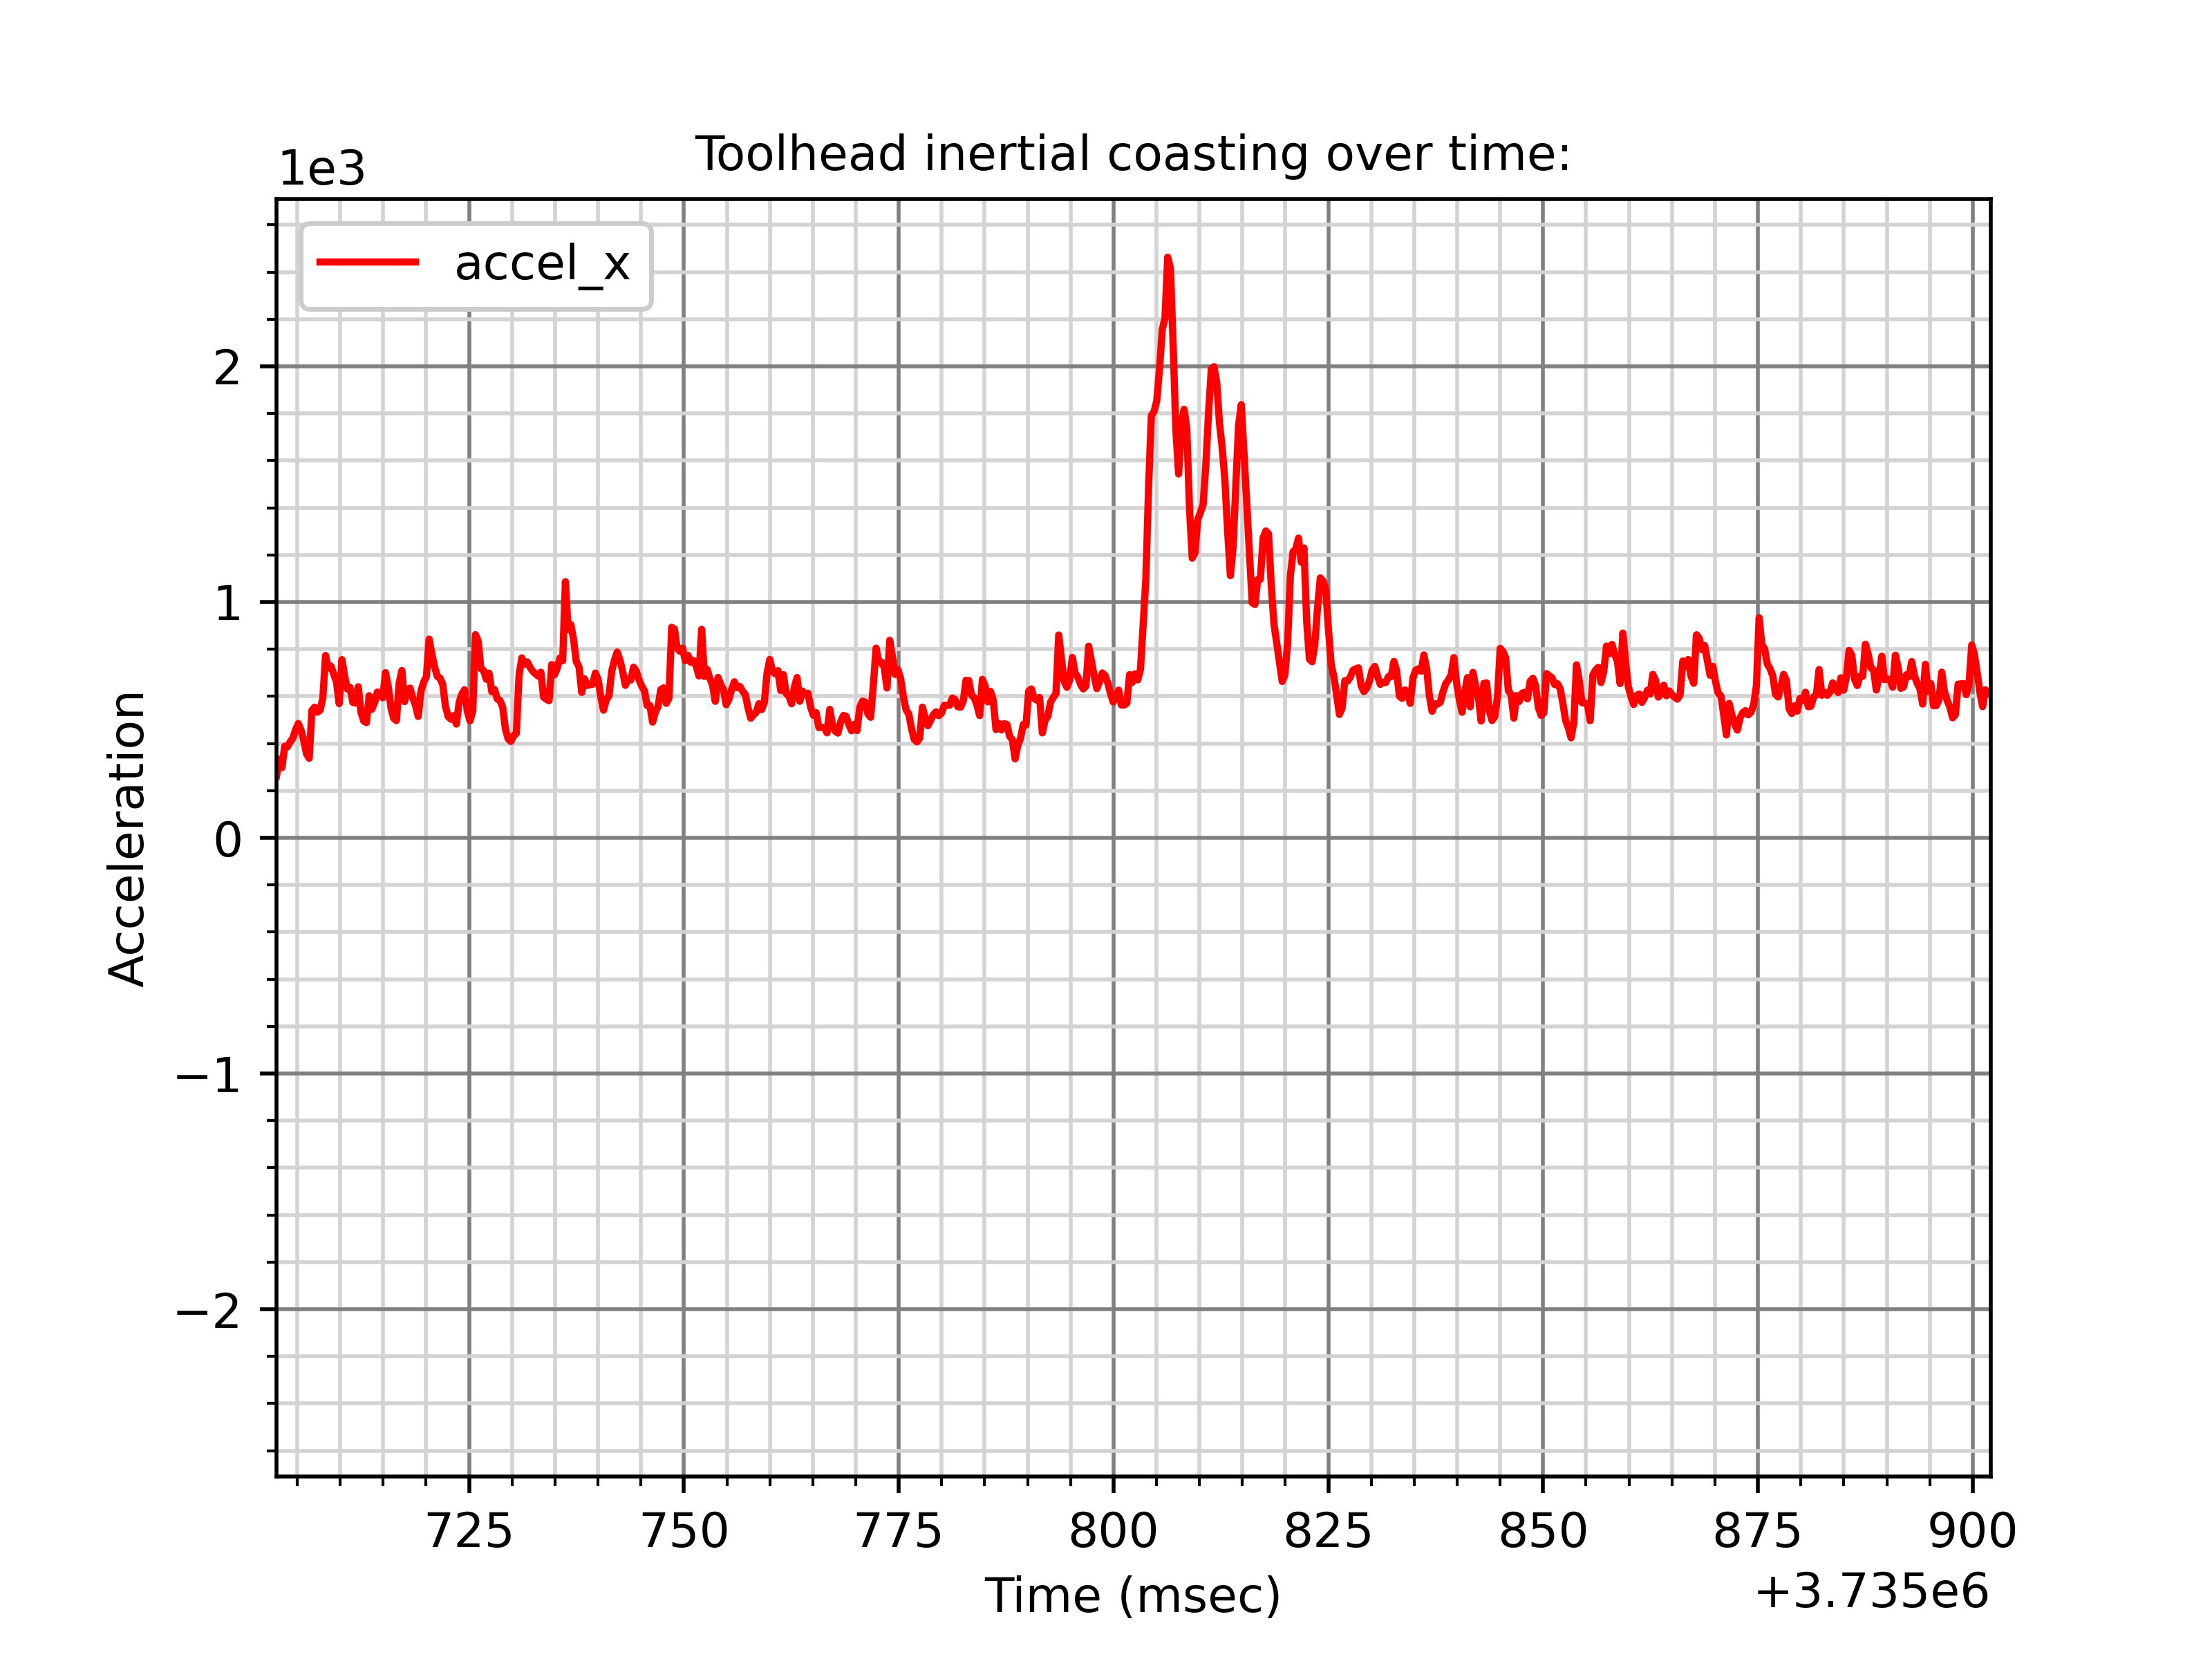 Toolhead inertial coasting over time:
1e3
accel_x
2
1
0
−1
−2
Acceleration
725 750 775 800 825 850 875 900
Time (msec)
+3.735e6